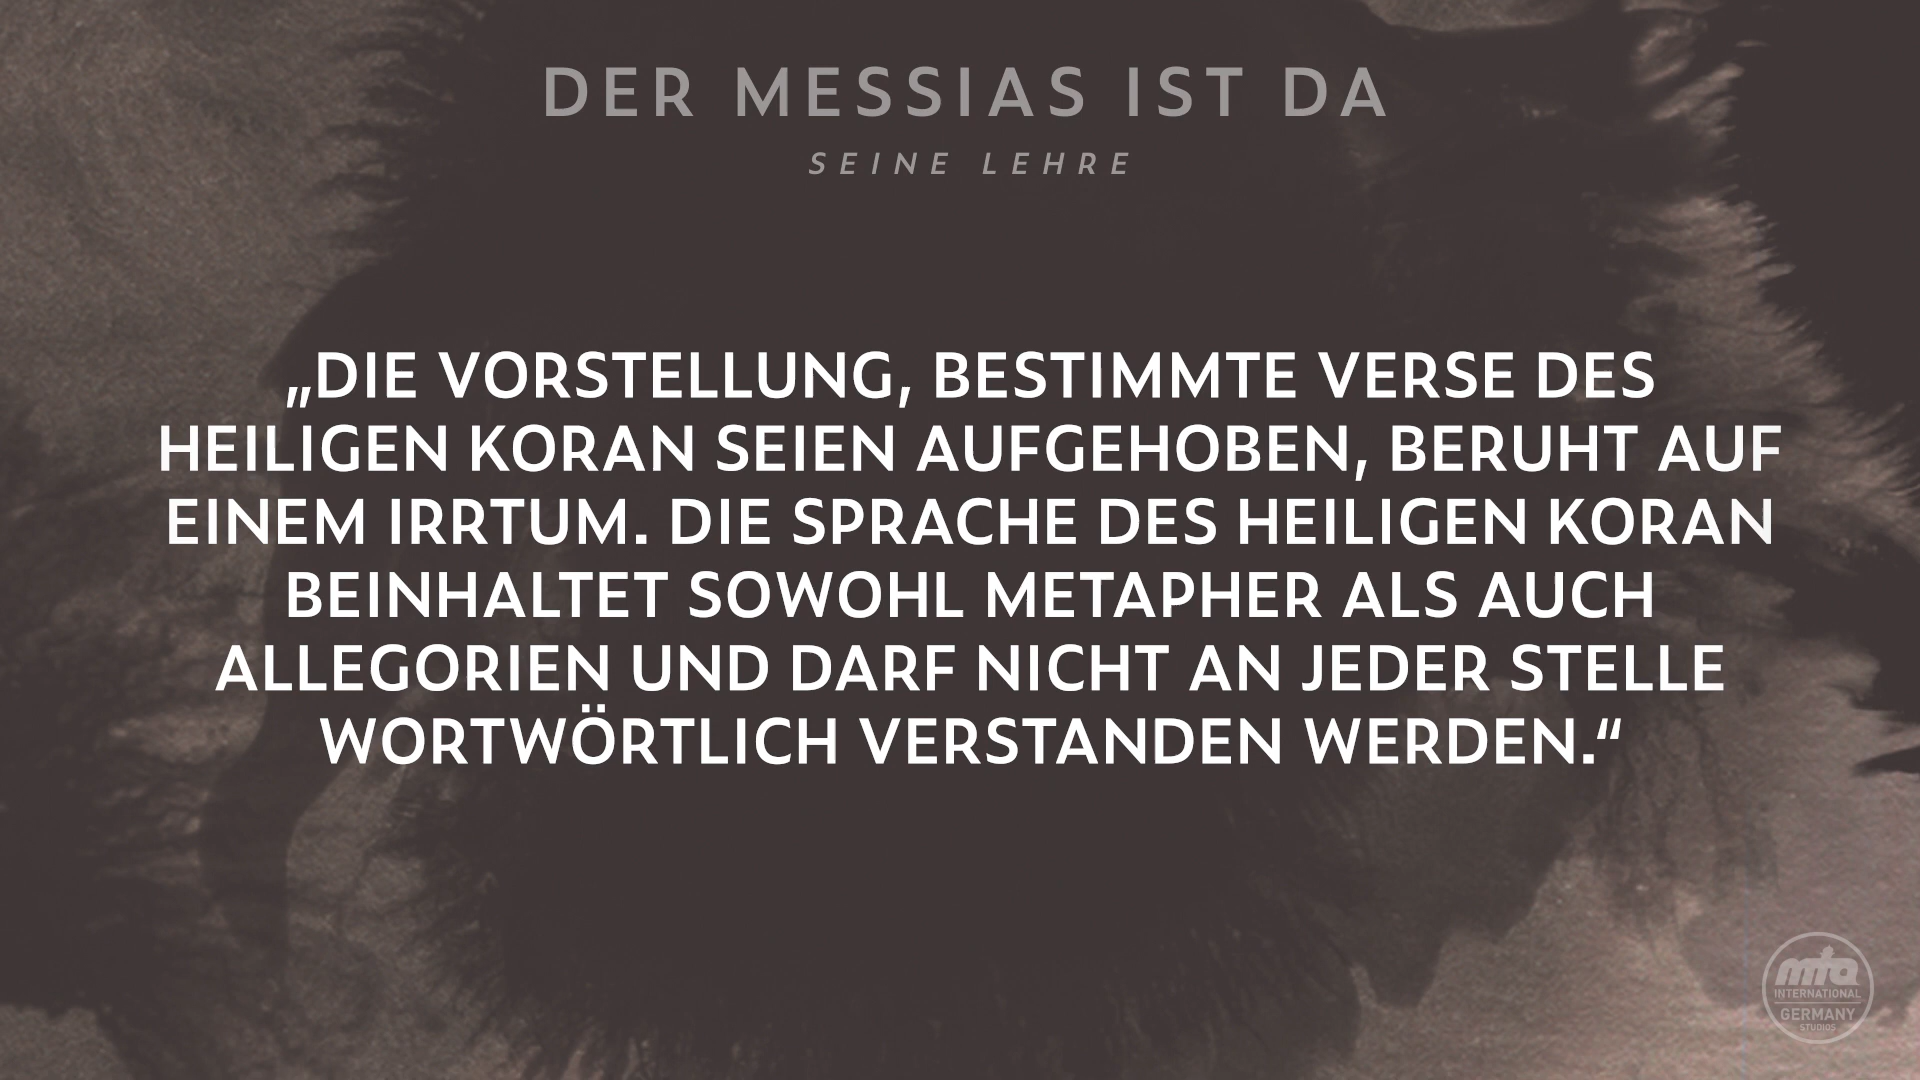 DER MESSIAS IST DA
SEINE LEHRE
„DIE VORSTELLUNG, BESTIMMTE VERSE DES
HEILIGEN KORAN SEIEN AUFGEHOBEN, BERUHT AUF
EINEM IRRTUM. DIE SPRACHE DES HEILIGEN KORAN
BEINHALTET SOWOHL METAPHER ALS AUCH
ALLEGORIEN UND DARF NICHT AN JEDER STELLE
WORTWÖRTLICH VERSTANDEN WERDEN.“
mta
INTERNATIONAL
GERMANY
STUDIOS